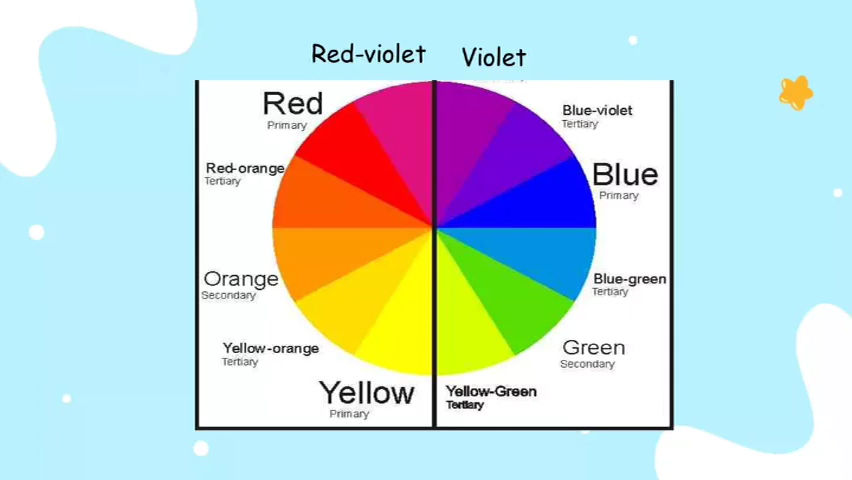 Red-violet Violet
Red
Primary
Blue-violet
Tertiary
Red-orange
Tertiary
Blue
Primary
Orange
Secondary
Blue-green
Tertiary
Yellow-orange
Tertiary
Green
Secondary
Yellow
Primary
Yellow-Green
Tertiary